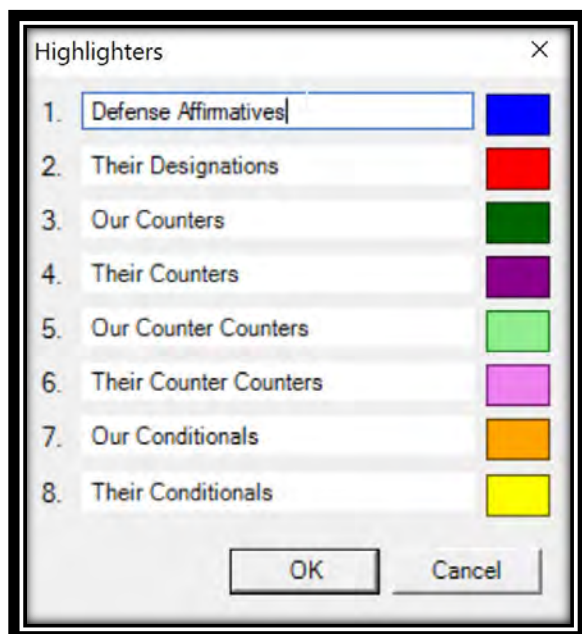 Highlighters
1. Defense Affirmatives
2. Their Designations
3. Our Counters
4. Their Counters
5. Our Counter Counters
6. Their Counter Counters
7. Our Conditionals
8. Their Conditionals
OK Cancel